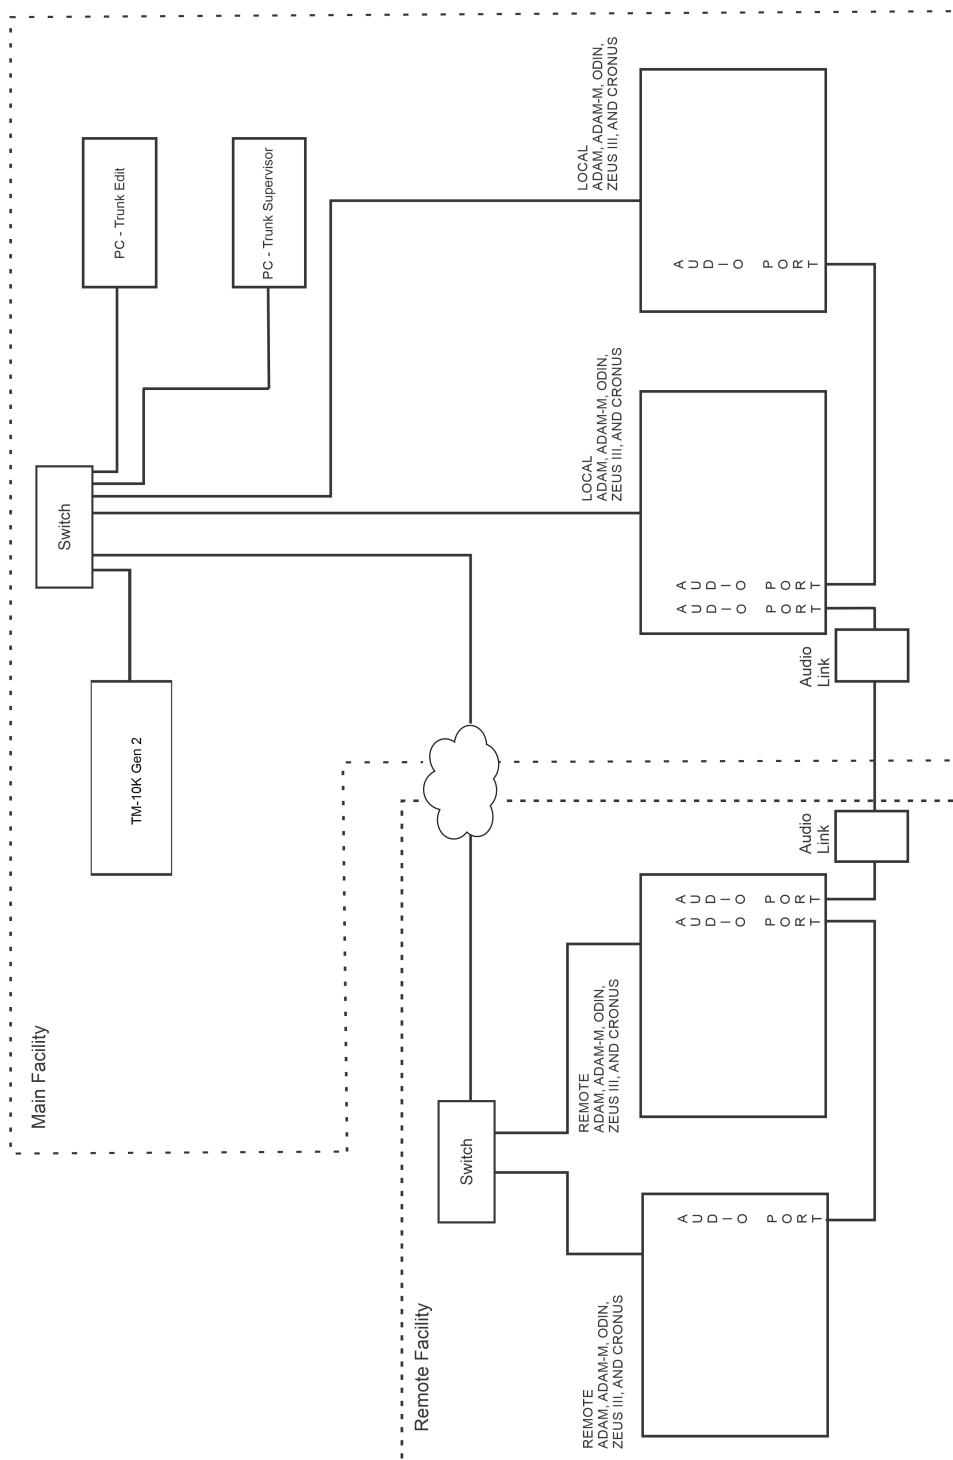 Main Facility
TM-10K Gen 2
Switch
PC - Trunk Edit
PC - Trunk Supervisor
Remote Facility
Switch
REMOTE
ADAM, ADAM-M, ODIN,
ZEUS III, AND CRONUS
AUDIO PORT
REMOTE
ADAM, ADAM-M, ODIN,
ZEUS III, AND CRONUS
AUDIO PORT
AUDIO PORT
Audio
Link
Audio
Link
LOCAL
ADAM, ADAM-M, ODIN,
ZEUS III, AND CRONUS
AUDIO PORT
AUDIO PORT
LOCAL
ADAM, ADAM-M, ODIN,
ZEUS III, AND CRONUS
AUDIO PORT